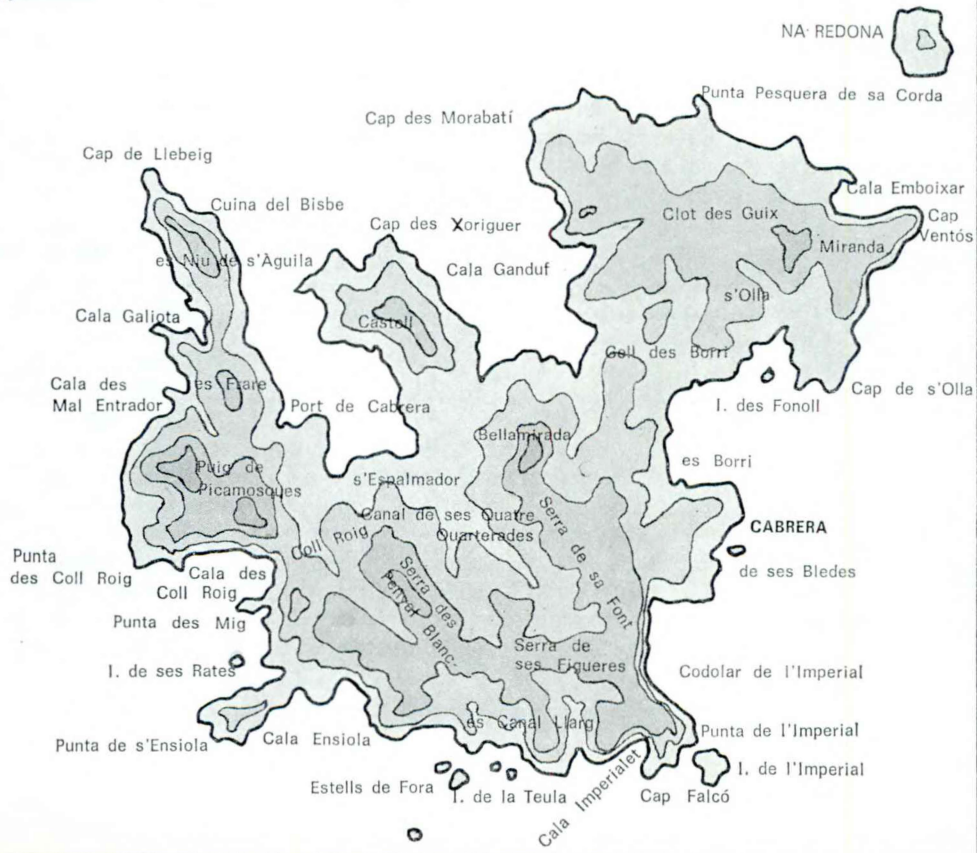 NA REDONA
Punta Pesquera de sa Corda
Cap des Morabatí
Cap de Llebeig
Cala Emboixar
Cuina del Bisbe
Clot des Guix
Cap
Ventós
Cap des Xoriguer
Miranda
es Niu de s'Àguila
Cala Ganduf
s'Olla
Cala Galiota
Castell
Coll des Borri
es Frare
Cala des
Mal Entrador
Cap de s'Olla
Port de Cabrera
I. des Fonoll
Bellamirada
es Borri
Puig de
Picamosques
s'Espalmador
Canal de ses Quatre
Quarterades
CABRERA
Coll Roig
Serra de sa Font
Punta
des Coll Roig
Cala des
Coll Roig
Serra des
Penyal Blanc
de ses Bledes
Punta des Mig
Serra de
ses Figueres
I. de ses Rates
Codolar de l'Imperial
es Canal Llarg
Punta de l'Imperial
Punta de s'Ensiola
Cala Ensiola
I. de l'Imperial
Estells de Fora
I. de la Teula
Cala Imperialet
Cap Falcó